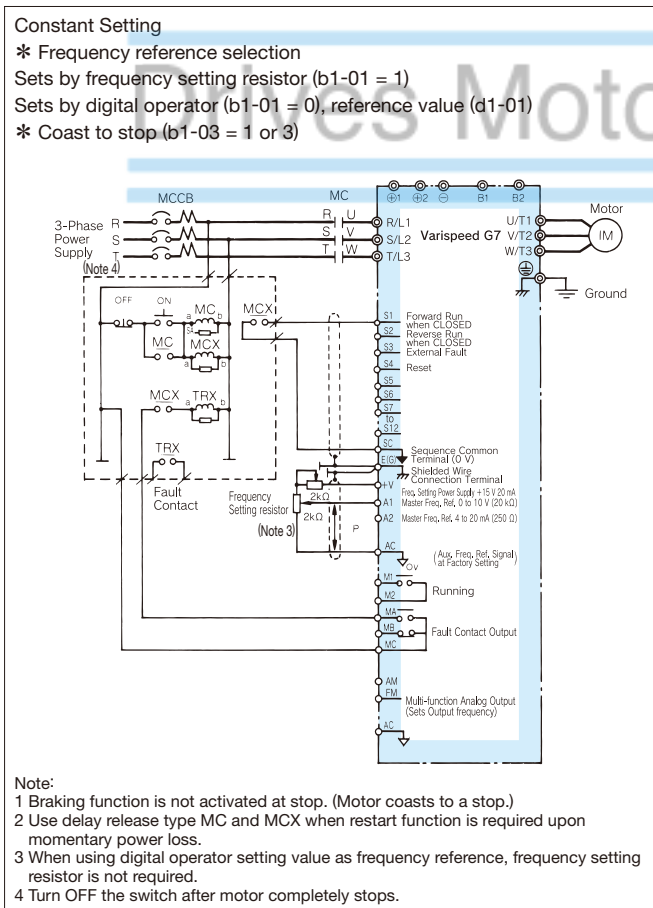 Constant Setting
* Frequency reference selection
Sets by frequency setting resistor (b1-01 = 1)
Sets by digital operator (b1-01 = 0), reference value (d1-01)
* Coast to stop (b1-03 = 1 or 3)
Drives Moto
MCCB
MC
⊕1 ⊕2 ⊖ B1 B2
3-Phase
Power
Supply
R
S
T
(Note 4)
R U
S V
T W
R/L1
S/L2
T/L3
Varispeed G7
U/T1
V/T2
W/T3
Motor
IM
Ground
OFF
ON
a MC b
SA
MC
MCX
a b
MCX
MCX
a TRX b
TRX
Fault
Contact
Frequency
Setting resistor
(Note 3)
2kΩ
2kΩ
P
S1 Forward Run
when CLOSED
S2 Reverse Run
when CLOSED
S3 External Fault
S4 Reset
S5
S6
S7
to
S12
SC Sequence Common
Terminal (0 V)
E(G) Shielded Wire
Connection Terminal
+V Freq. Setting Power Supply +15 V 20 mA
A1 Master Freq. Ref. 0 to 10 V (20 kΩ)
A2 Master Freq. Ref. 4 to 20 mA (250 Ω)
AC
(Aux. Freq. Ref. Signal
at Factory Setting)
0V
M1
M2
Running
MA
MB
MC
Fault Contact Output
AM
FM
Multi-function Analog Output
(Sets Output frequency)
AC
Note:
1 Braking function is not activated at stop. (Motor coasts to a stop.)
2 Use delay release type MC and MCX when restart function is required upon
momentary power loss.
3 When using digital operator setting value as frequency reference, frequency setting
resistor is not required.
4 Turn OFF the switch after motor completely stops.